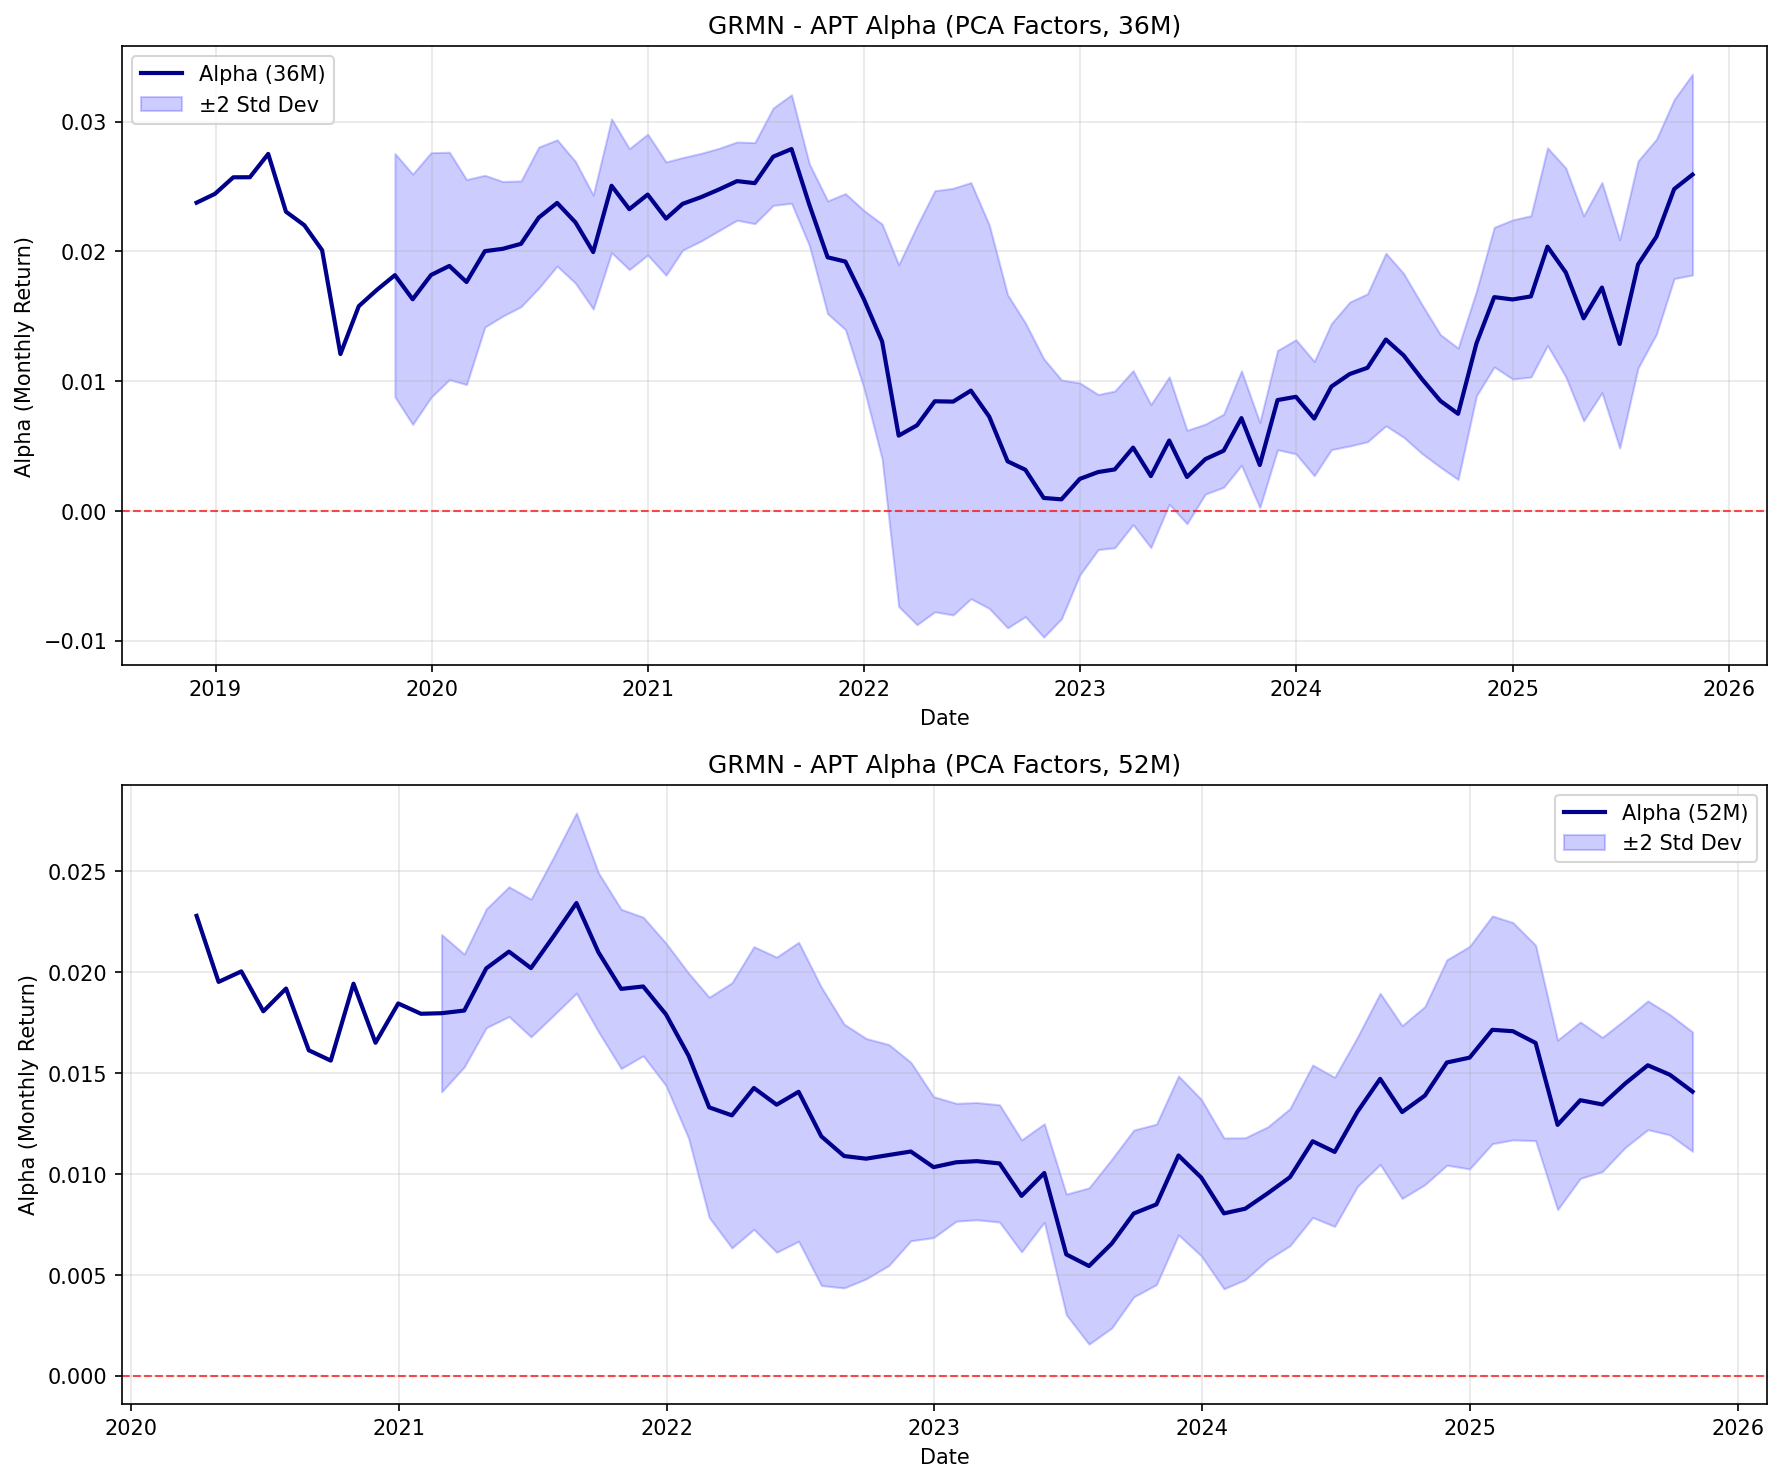 GRMN - APT Alpha (PCA Factors, 36M)
Alpha (36M)
±2 Std Dev
Alpha (Monthly Return)
0.03
0.02
0.01
0.00
−0.01
2019 2020 2021 2022 2023 2024 2025 2026
Date
GRMN - APT Alpha (PCA Factors, 52M)
Alpha (52M)
±2 Std Dev
Alpha (Monthly Return)
0.025
0.020
0.015
0.010
0.005
0.000
2020 2021 2022 2023 2024 2025 2026
Date